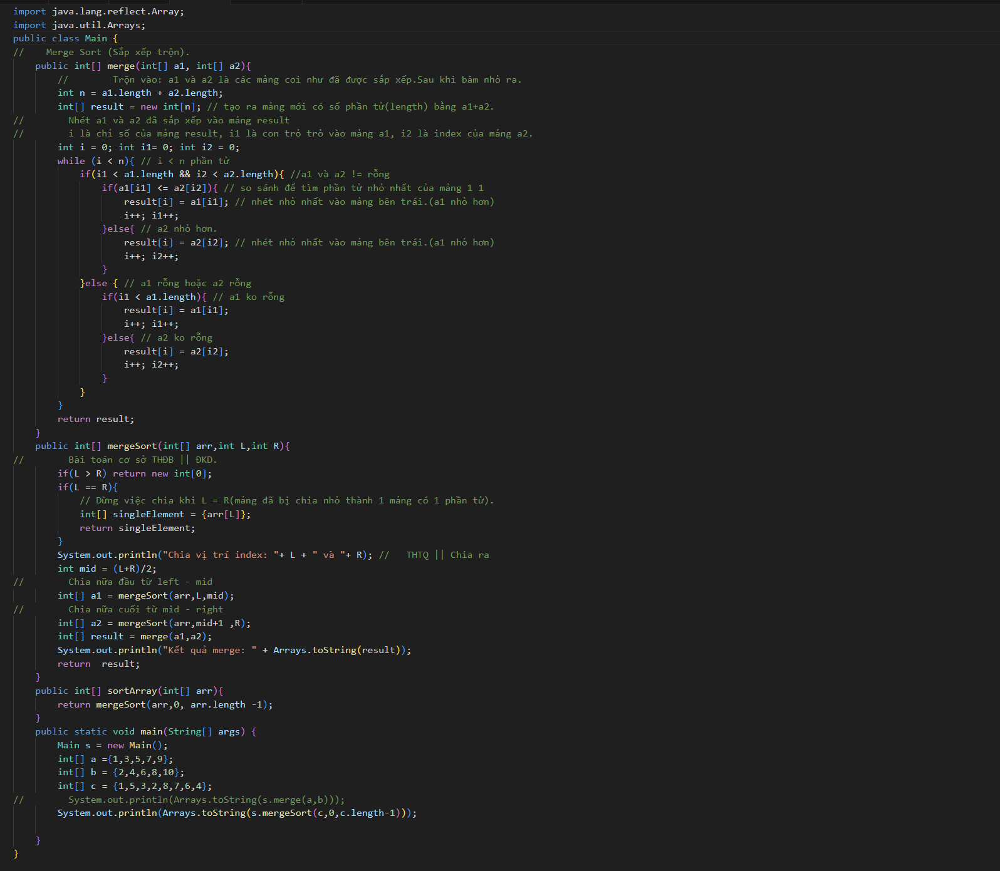 import java.lang.reflect.Array;
import java.util.Arrays;
public class Main {
//    Merge Sort (Sắp xếp trộn).
    public int[] merge(int[] a1, int[] a2){
        //        Trộn vào: a1 và a2 là các mảng coi như đã được sắp xếp.Sau khi băm nhỏ ra.
        int n = a1.length + a2.length;
        int[] result = new int[n]; // tạo ra mảng mới có số phần tử(length) bằng a1+a2.
//        Nhét a1 và a2 đã sắp xếp vào mảng result
//        i là chỉ số của mảng result, i1 là con trỏ trỏ vào mảng a1, i2 là index của mảng a2.
        int i = 0; int i1= 0; int i2 = 0;
        while (i < n){ // i < n phần tử
            if(i1 < a1.length && i2 < a2.length){ //a1 và a2 != rỗng
                if(a1[i1] <= a2[i2]){ // so sánh để tìm phần tử nhỏ nhất của mảng 1 1
                    result[i] = a1[i1]; // nhét nhỏ nhất vào mảng bên trái.(a1 nhỏ hơn)
                    i++; i1++;
                }else{ // a2 nhỏ hơn.
                    result[i] = a2[i2]; // nhét nhỏ nhất vào mảng bên trái.(a1 nhỏ hơn)
                    i++; i2++;
                }
            }else { // a1 rỗng hoặc a2 rỗng
                if(i1 < a1.length){ // a1 ko rỗng
                    result[i] = a1[i1];
                    i++; i1++;
                }else{ // a2 ko rỗng
                    result[i] = a2[i2];
                    i++; i2++;
                }
            }
        }
        return result;
    }
    public int[] mergeSort(int[] arr,int L,int R){
//        Bài toán cơ sở THĐB || ĐKD.
        if(L > R) return new int[0];
        if(L == R){
            // Dừng việc chia khi L = R(mảng đã bị chia nhỏ thành 1 mảng có 1 phần tử).
            int[] singleElement = {arr[L]};
            return singleElement;
        }
        System.out.println("Chia vị trí index: "+ L + " và "+ R); //   THTQ || Chia ra
        int mid = (L+R)/2;
//        Chia nữa đầu từ left - mid
        int[] a1 = mergeSort(arr,L,mid);
//        Chia nữa cuối từ mid - right
        int[] a2 = mergeSort(arr,mid+1 ,R);
        int[] result = merge(a1,a2);
        System.out.println("Kết quả merge: " + Arrays.toString(result));
        return  result;
    }
    public int[] sortArray(int[] arr){
        return mergeSort(arr,0, arr.length -1);
    }
    public static void main(String[] args) {
        Main s = new Main();
        int[] a ={1,3,5,7,9};
        int[] b = {2,4,6,8,10};
        int[] c = {1,5,3,2,8,7,6,4};
//        System.out.println(Arrays.toString(s.merge(a,b)));
        System.out.println(Arrays.toString(s.mergeSort(c,0,c.length-1)));
    }
}